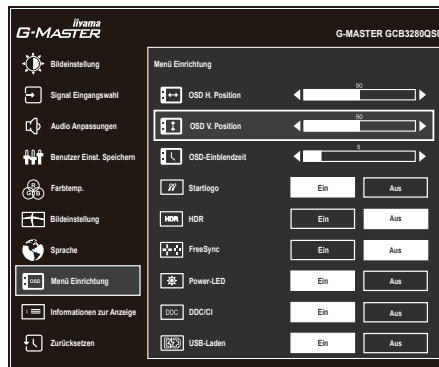 iiyama
G-MASTER
G-MASTER GCB3280QSU
Bildeinstellung
Signal Eingangswahl
Audio Anpassungen
Benutzer Einst. Speichern
R
G B
Farbtemp.
Bildeinstellung
Sprache
OSD
Menü Einrichtung
Informationen zur Anzeige
Zurücksetzen
Menü Einrichtung
OSD H. Position
50
OSD V. Position
50
OSD-Einblendzeit
5
Startlogo
Ein
Aus
HDR
HDR
Ein
Aus
FreeSync
Ein
Aus
Power-LED
Ein
Aus
DDC
DDC/CI
Ein
Aus
USB-Laden
Ein
Aus